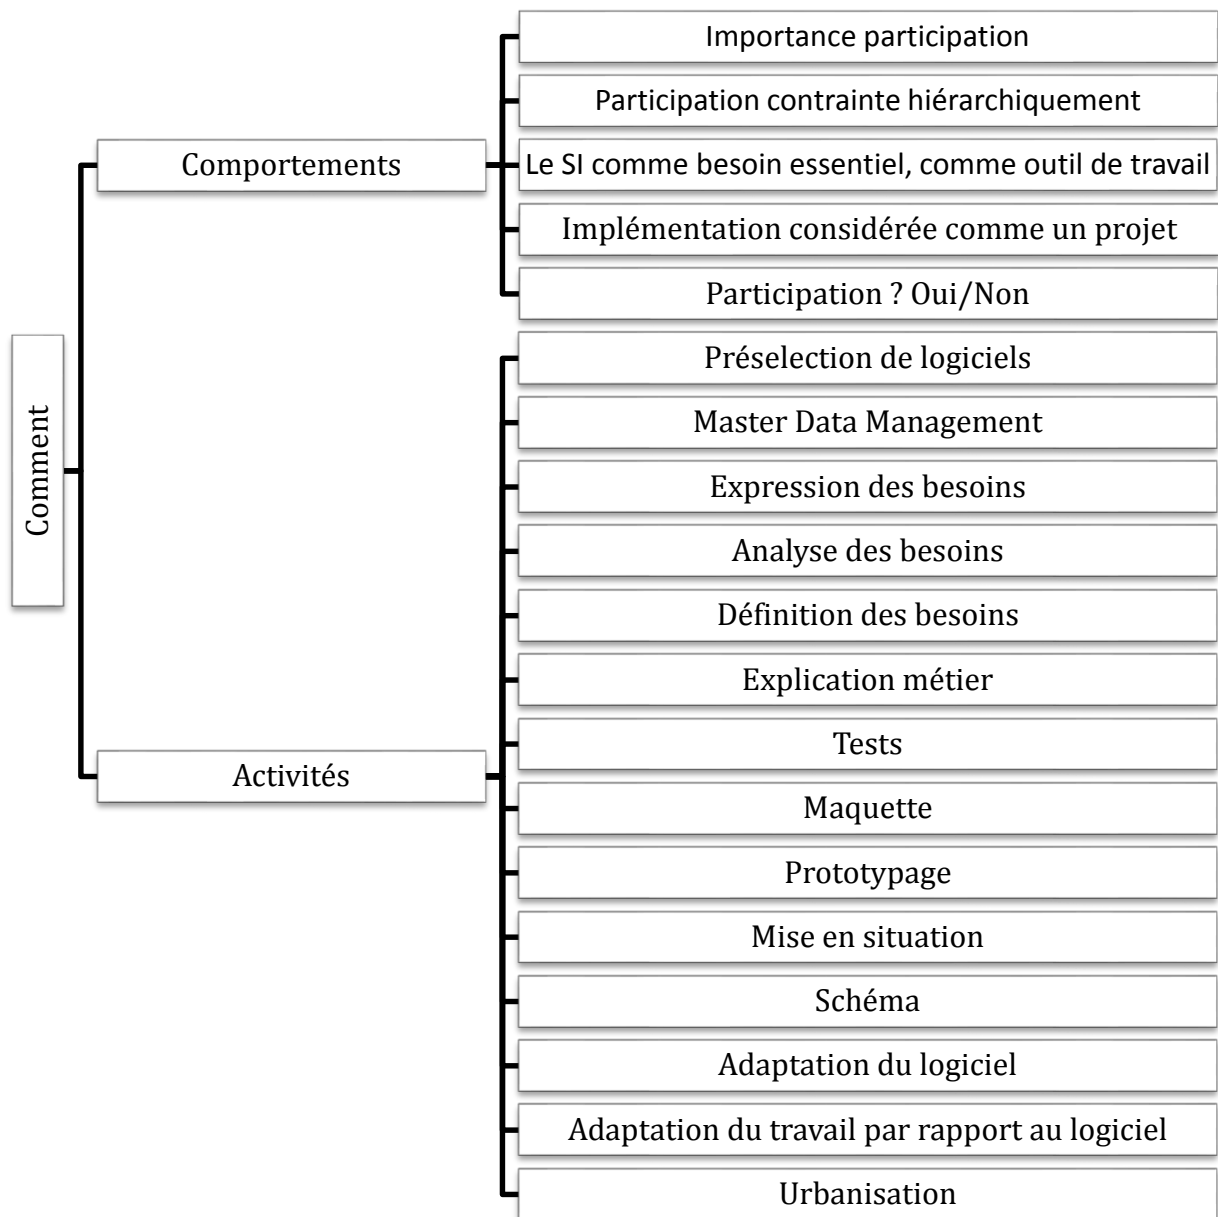 Comment
Comportements
Importance participation
Participation contrainte hiérarchiquement
Le SI comme besoin essentiel, comme outil de travail
Implémentation considérée comme un projet
Participation ? Oui/Non
Activités
Préselection de logiciels
Master Data Management
Expression des besoins
Analyse des besoins
Définition des besoins
Explication métier
Tests
Maquette
Prototypage
Mise en situation
Schéma
Adaptation du logiciel
Adaptation du travail par rapport au logiciel
Urbanisation